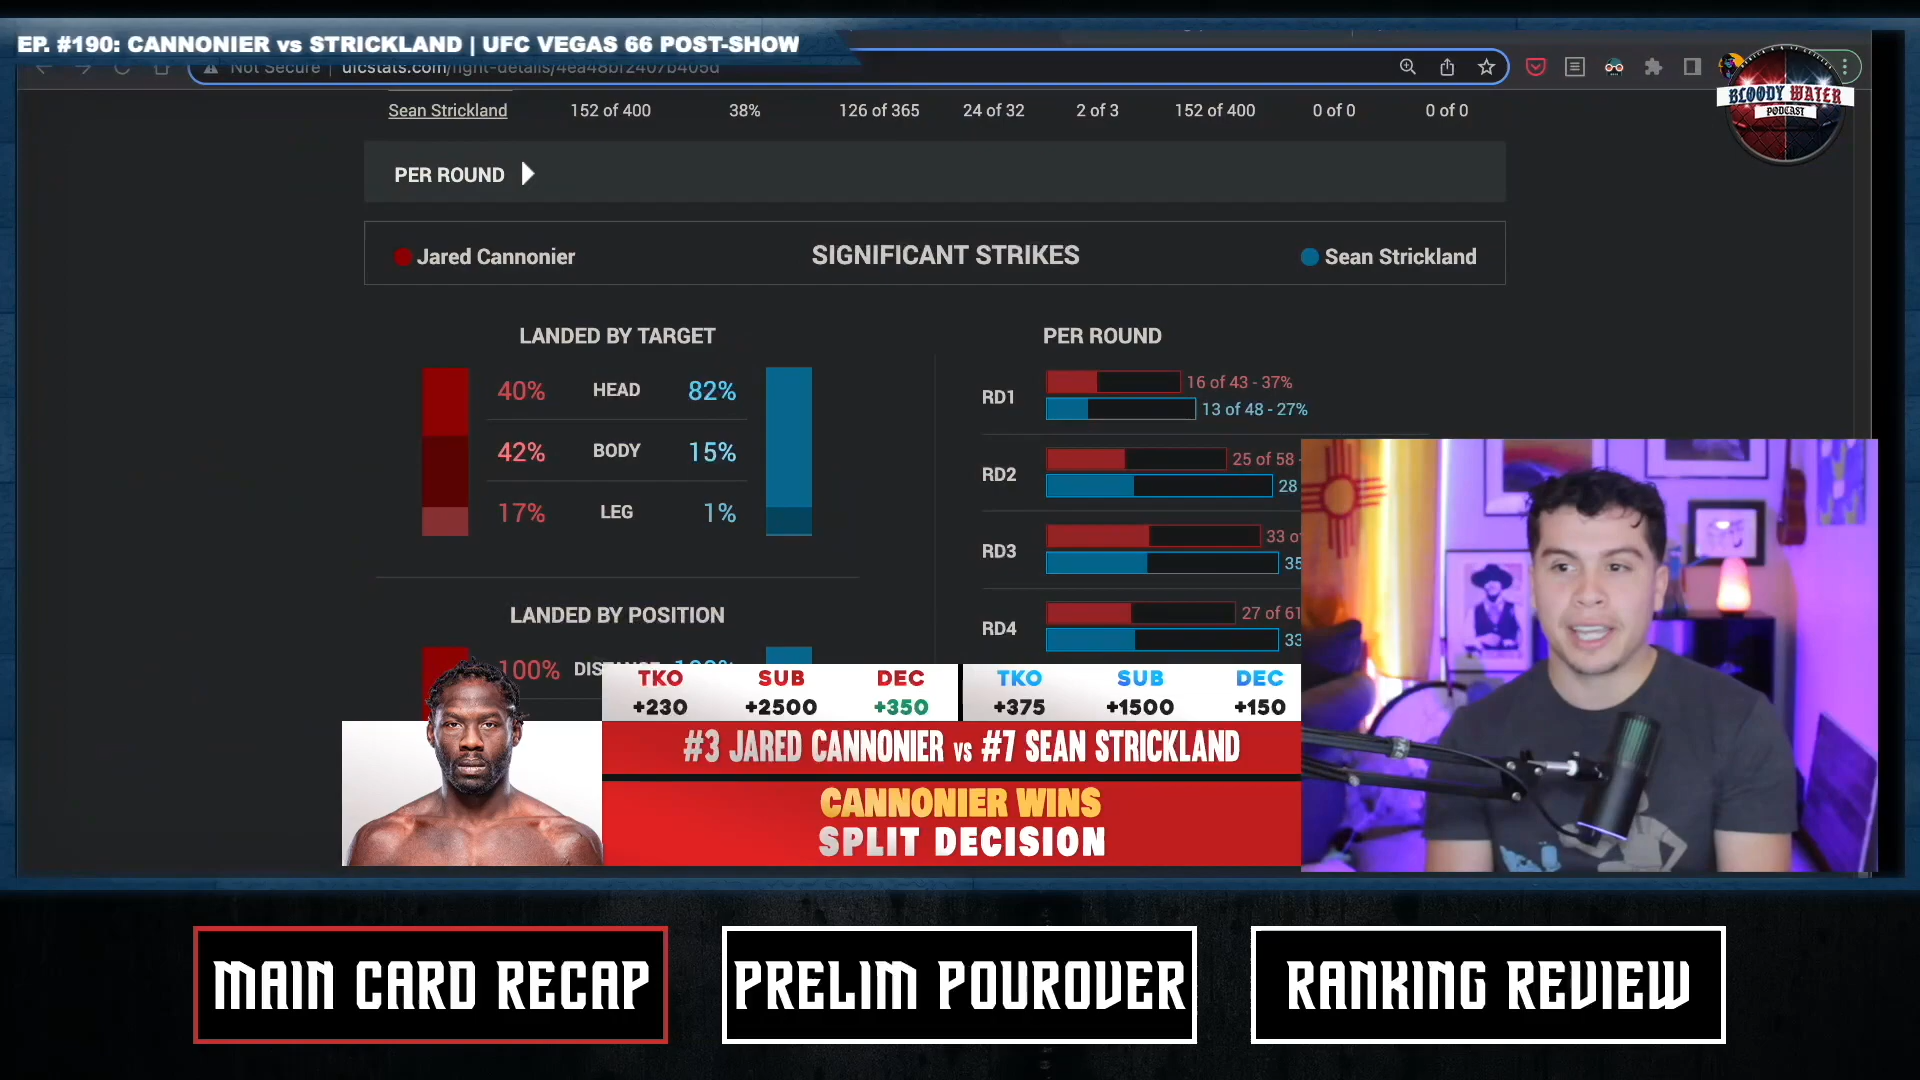 EP. #190: CANNONIER vs STRICKLAND | UFC VEGAS 66 POST-SHOW
Not Secure | ufcstats.com/fight-details/4ea48bf2407b405d
BLOODY WATER
PODCAST
Sean Strickland 152 of 400 38% 126 of 365 24 of 32 2 of 3 152 of 400 0 of 0 0 of 0
PER ROUND
Jared Cannonier SIGNIFICANT STRIKES Sean Strickland
LANDED BY TARGET
40% HEAD 82%
42% BODY 15%
17% LEG 1%
PER ROUND
RD1 16 of 43 - 37%
13 of 48 - 27%
RD2 25 of 58 -
28
RD3 33 of
35
RD4 27 of 61
33
LANDED BY POSITION
100% DISTANCE 100%
TKO SUB DEC
+230 +2500 +350
TKO SUB DEC
+375 +1500 +150
#3 JARED CANNONIER vs #7 SEAN STRICKLAND
CANNONIER WINS
SPLIT DECISION
MAIN CARD RECAP
PRELIM POUROVER
RANKING REVIEW